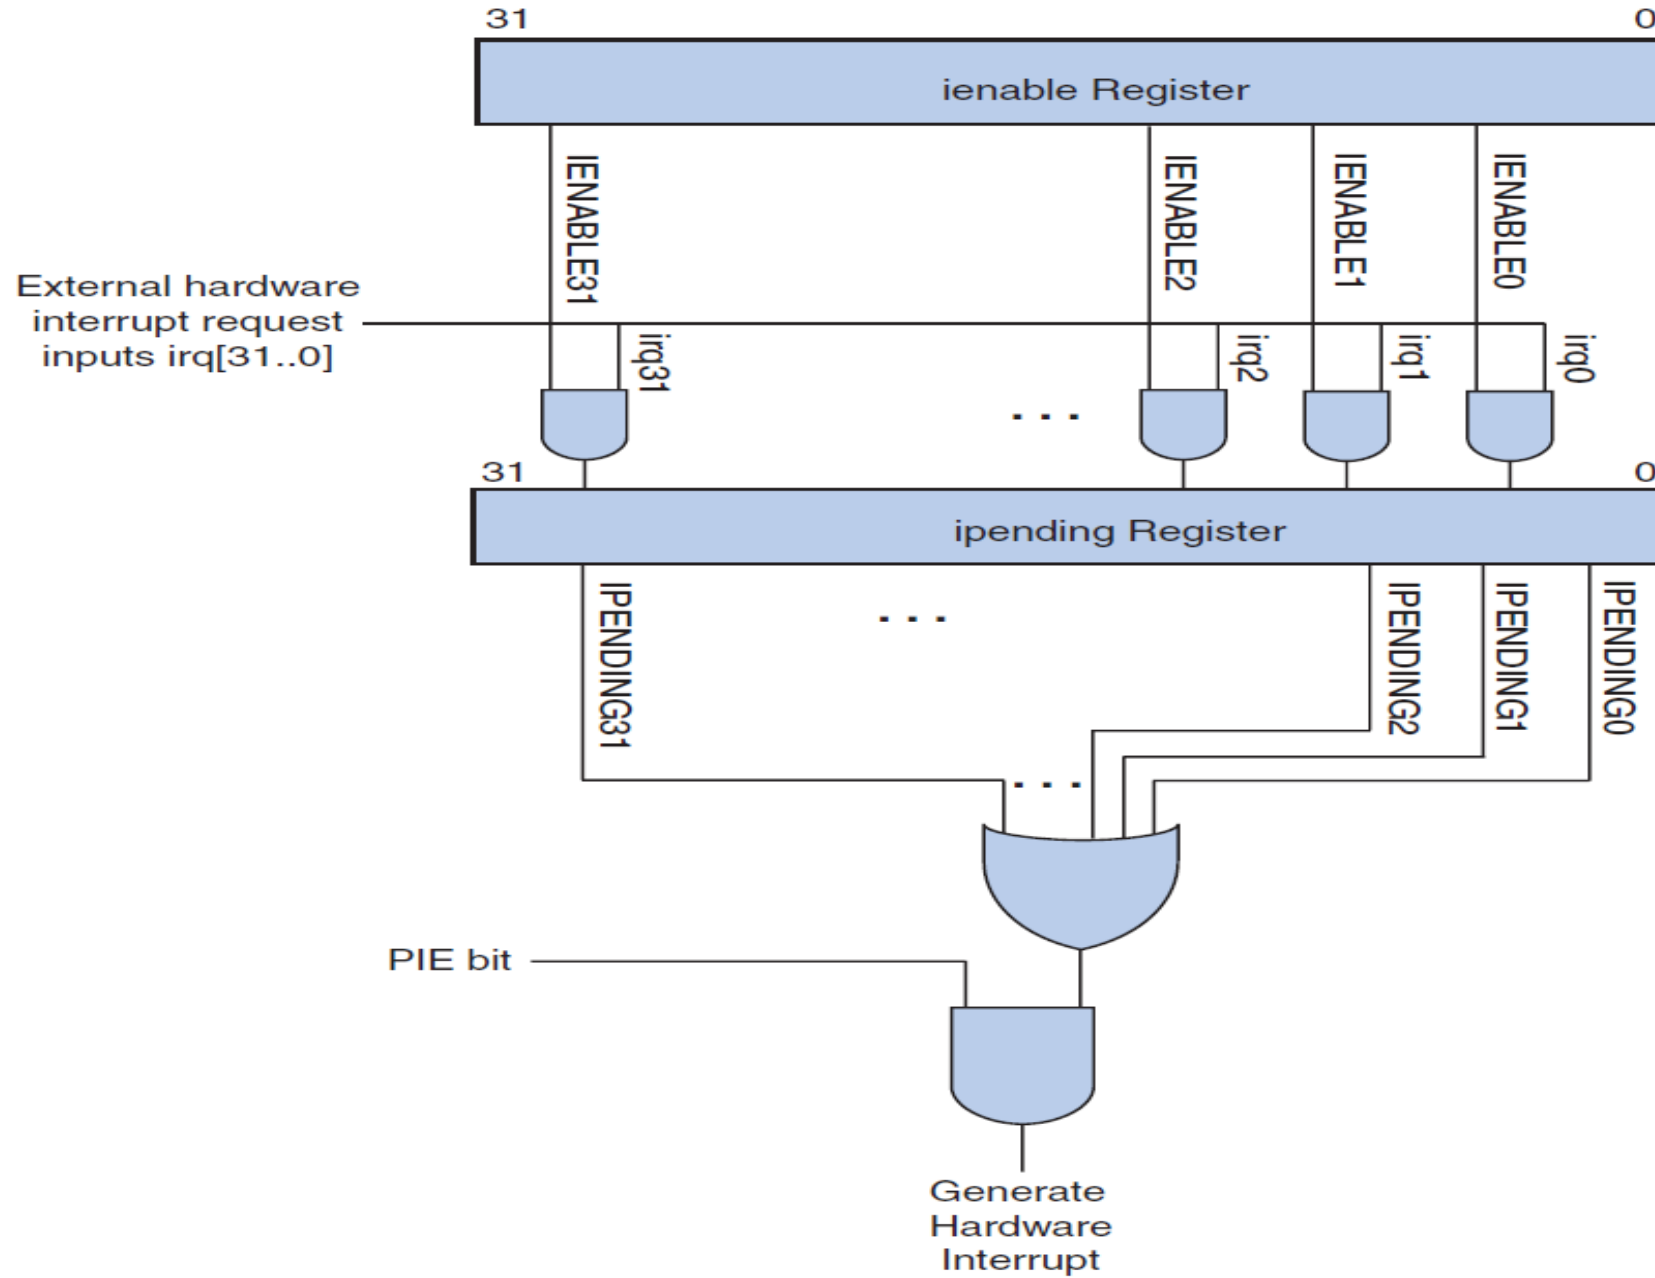 31 0
ienable Register
IENABLE31
IENABLE2
IENABLE1
IENABLE0
External hardware
interrupt request
inputs irq[31..0]
irq31
irq2
irq1
irq0
. . .
31 0
ipending Register
IPENDING31
. . .
IPENDING2
IPENDING1
IPENDING0
. . .
PIE bit
Generate
Hardware
Interrupt